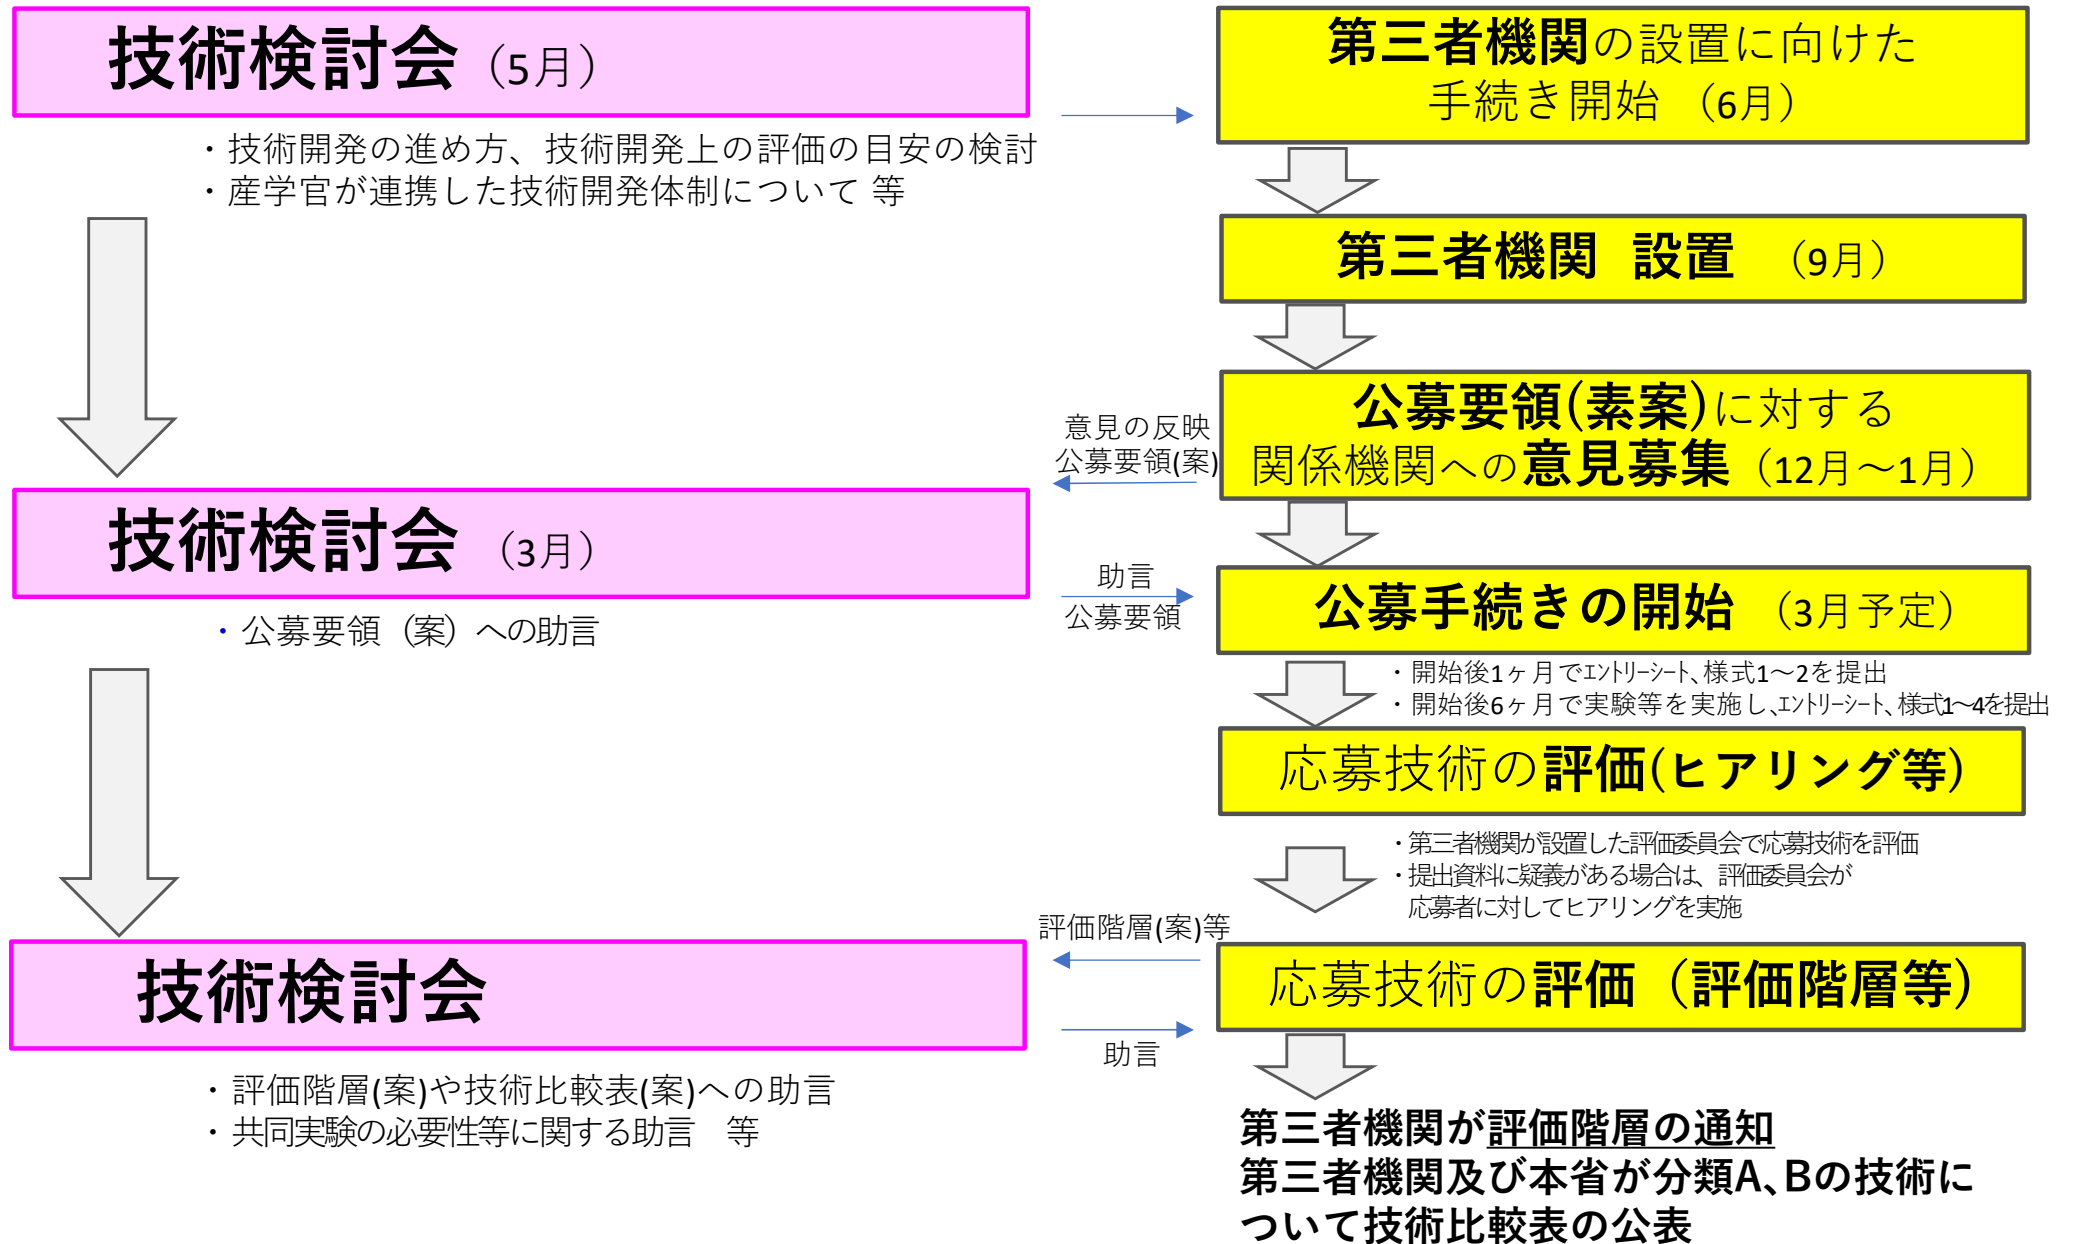 技術検討会（5月）
・技術開発の進め方、技術開発上の評価の目安の検討
・産学官が連携した技術開発体制について 等
第三者機関の設置に向けた
手続き開始 （6月）
第三者機関 設置 （9月）
公募要領(素案)に対する
関係機関への意見募集（12月～1月）
意見の反映
公募要領(案)
技術検討会（3月）
・公募要領（案）への助言
助言
公募要領
公募手続きの開始（3月予定）
・開始後1ヶ月でｴﾝﾄﾘｰｼｰﾄ、様式1～2を提出
・開始後6ヶ月で実験等を実施し、ｴﾝﾄﾘｰｼｰﾄ、様式1～4を提出
応募技術の評価(ヒアリング等)
・第三者機関が設置した評価委員会で応募技術を評価
・提出資料に疑義がある場合は、評価委員会が
応募者に対してヒアリングを実施
評価階層(案)等
技術検討会
助言
・評価階層(案)や技術比較表(案)への助言
・共同実験の必要性等に関する助言 等
応募技術の評価（評価階層等）
第三者機関が評価階層の通知
第三者機関及び本省が分類A、Bの技術に
ついて技術比較表の公表